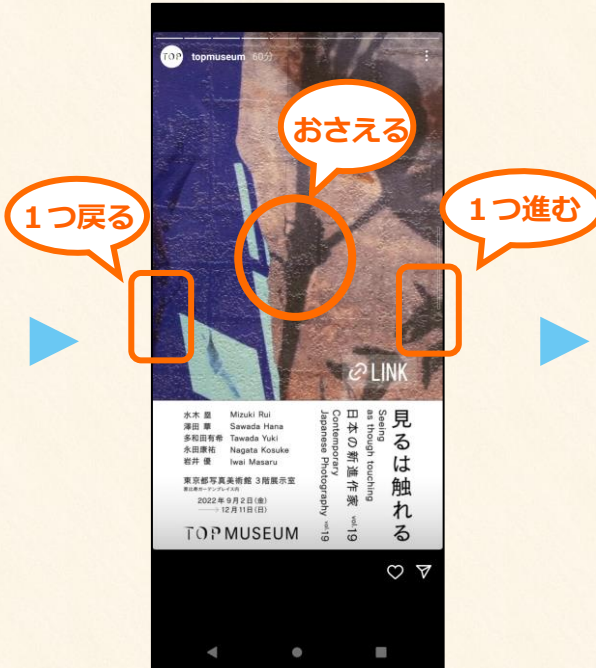 TOP topmuseum 60分
おさえる
1つ戻る
1つ進む
LINK
水木 塁 Mizuki Rui
澤田 華 Sawada Hana
多和田有希 Tawada Yuki
永田康祐 Nagata Kosuke
岩井 優 Iwai Masaru
東京都写真美術館 3階展示室
恵比寿ガーデンプレイス内
2022年9月2日(金)
→12月11日(日)
TOP MUSEUM
見るは触れる
Seeing
as though touching
日本の新進作家 vol.19
Contemporary
Japanese Photography vol.19